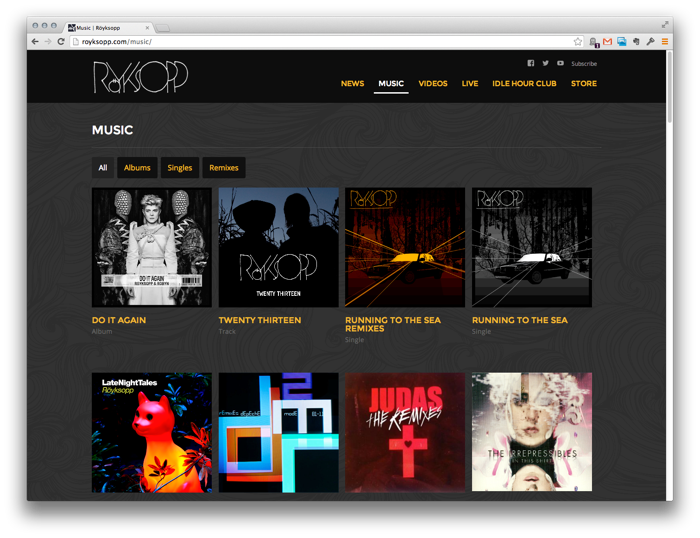 Music | Röyksopp
royksopp.com/music/
RÖYKSOPP
Subscribe
NEWS MUSIC VIDEOS LIVE IDLE HOUR CLUB STORE
MUSIC
All Albums Singles Remixes
DO IT AGAIN
RÖYKSOPP & ROBYN
RÖYKSOPP
TWENTY THIRTEEN
RÖYKSOPP
RÖYKSOPP
DO IT AGAIN
Album
TWENTY THIRTEEN
Track
RUNNING TO THE SEA
REMIXES
Single
RUNNING TO THE SEA
Single
LateNightTales
Röyksopp
JUDAS
THE REMIXES
THE IRREPRESSIBLES